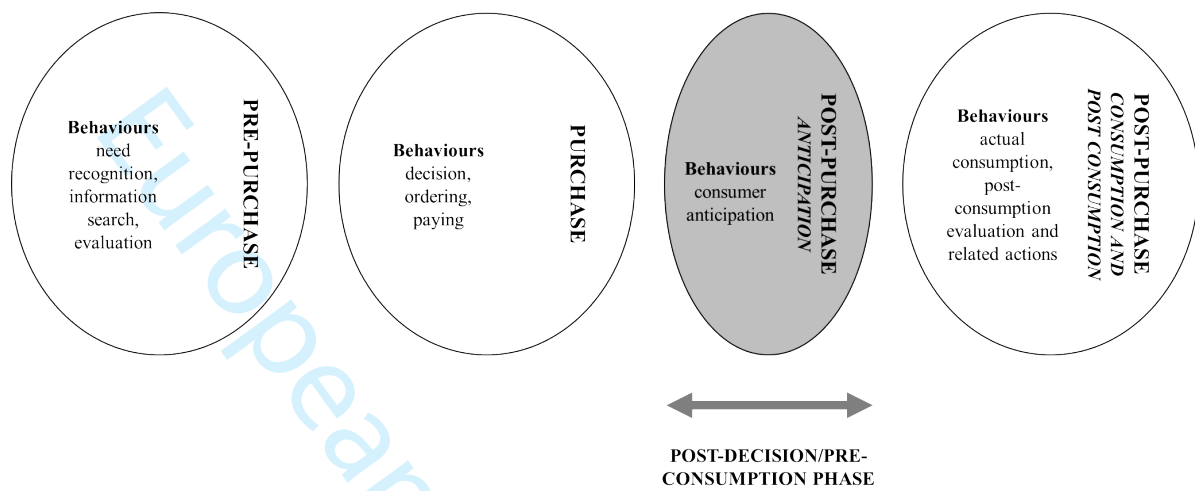 Behaviours
need
recognition,
information
search,
evaluation
PRE-PURCHASE
Behaviours
decision,
ordering,
paying
PURCHASE
Behaviours
consumer
anticipation
POST-PURCHASE
ANTICIPATION
Behaviours
actual
consumption,
post-
consumption
evaluation and
related actions
POST-PURCHASE
CONSUMPTION AND
POST CONSUMPTION
POST-DECISION/PRE-
CONSUMPTION PHASE
European